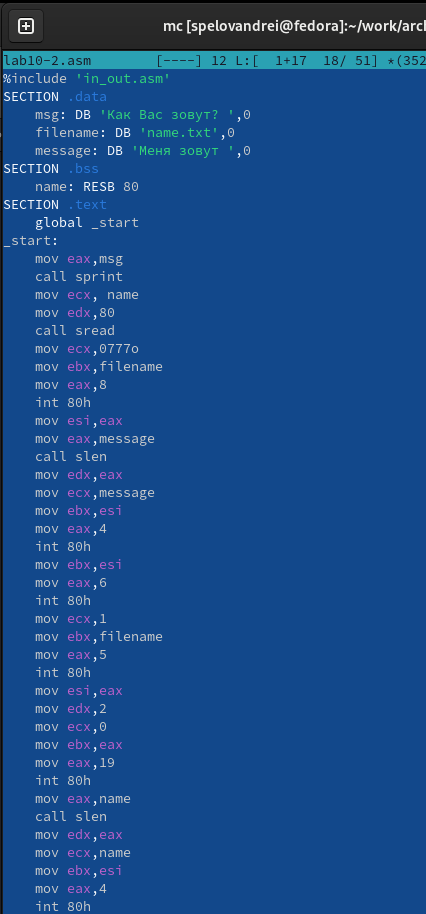 mc [spelovandrei@fedora]:~/work/arch
lab10-2.asm [----] 12 L:[ 1+17 18/ 51] *(352
%include 'in_out.asm'
SECTION .data
msg: DB 'Как Вас зовут? ',0
filename: DB 'name.txt',0
message: DB 'Меня зовут ',0
SECTION .bss
name: RESB 80
SECTION .text
global _start
_start:
mov eax,msg
call sprint
mov ecx, name
mov edx,80
call sread
mov ecx,0777o
mov ebx,filename
mov eax,8
int 80h
mov esi,eax
mov eax,message
call slen
mov edx,eax
mov ecx,message
mov ebx,esi
mov eax,4
int 80h
mov ebx,esi
mov eax,6
int 80h
mov ecx,1
mov ebx,filename
mov eax,5
int 80h
mov esi,eax
mov edx,2
mov ecx,0
mov ebx,eax
mov eax,19
int 80h
mov eax,name
call slen
mov edx,eax
mov ecx,name
mov ebx,esi
mov eax,4
int 80h